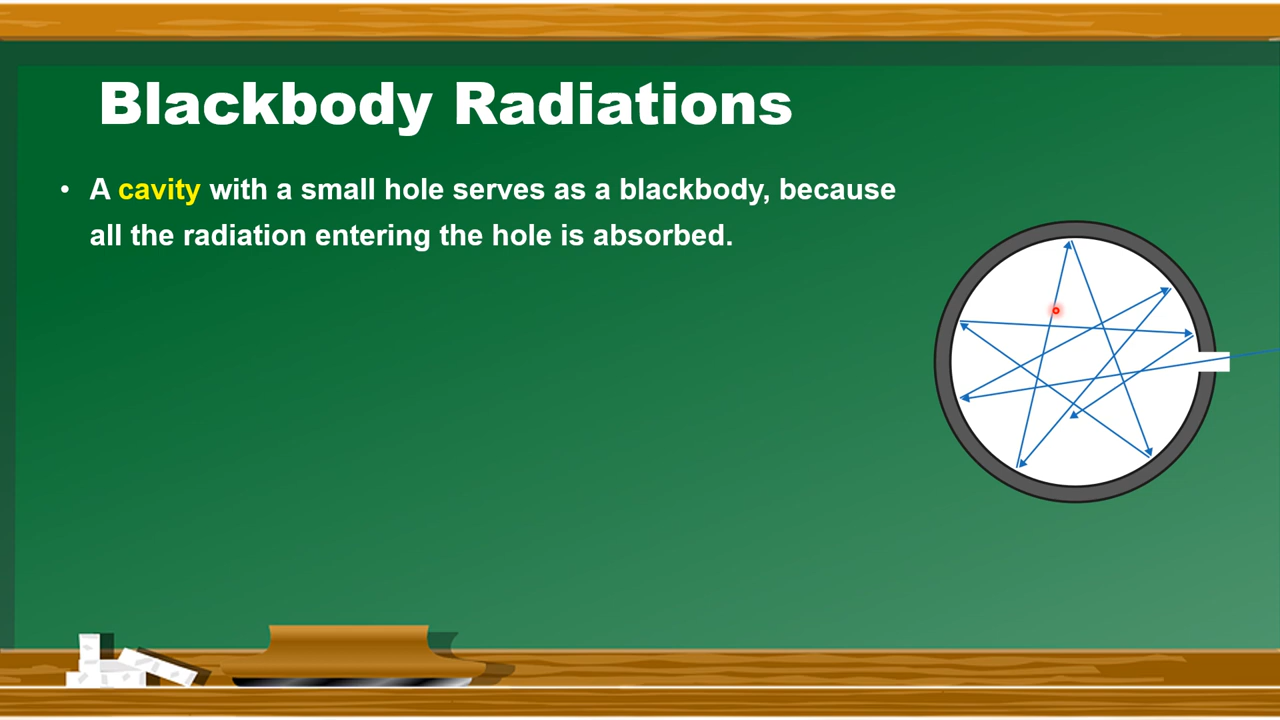 Blackbody Radiations
• A cavity with a small hole serves as a blackbody, because
all the radiation entering the hole is absorbed.